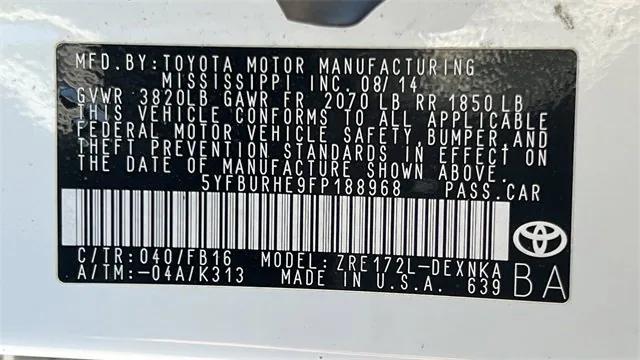 MFD.BY:TOYOTA MOTOR MANUFACTURING
MISSISSIPPI INC. 08/14
GVWR 3820LB GAWR FR 2070 LB RR 1850 LB
THIS VEHICLE CONFORMS TO ALL APPLICABLE
FEDERAL MOTOR VEHICLE SAFETY, BUMPER, AND
THEFT PREVENTION STANDARDS IN EFFECT ON
THE DATE OF MANUFACTURE SHOWN ABOVE.
5YFBURHE9FP188968 PASS.CAR
C/TR: 040/FB16 MODEL: ZRE172L-DEXNKA
A/TM:-04A/K313 MADE IN U.S.A. 639 BA